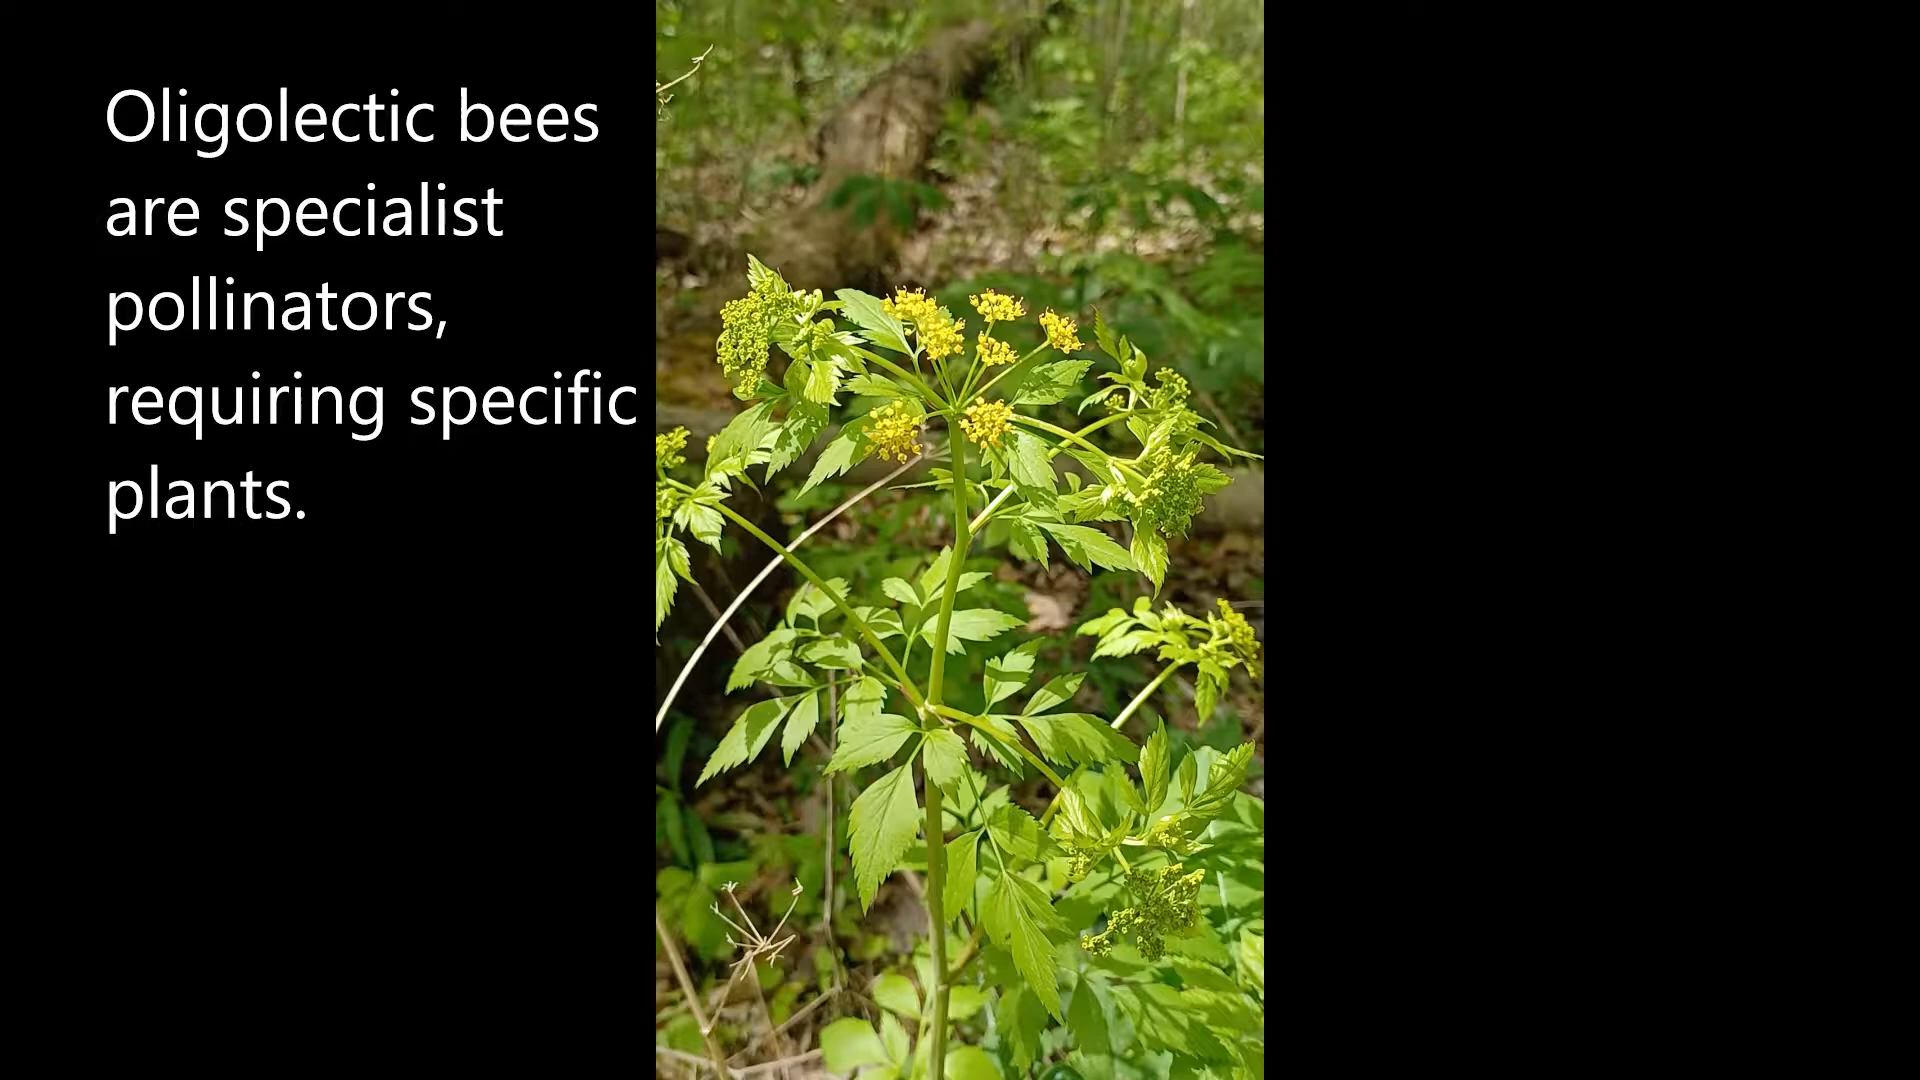 Oligolectic bees
are specialist
pollinators,
requiring specific
plants.